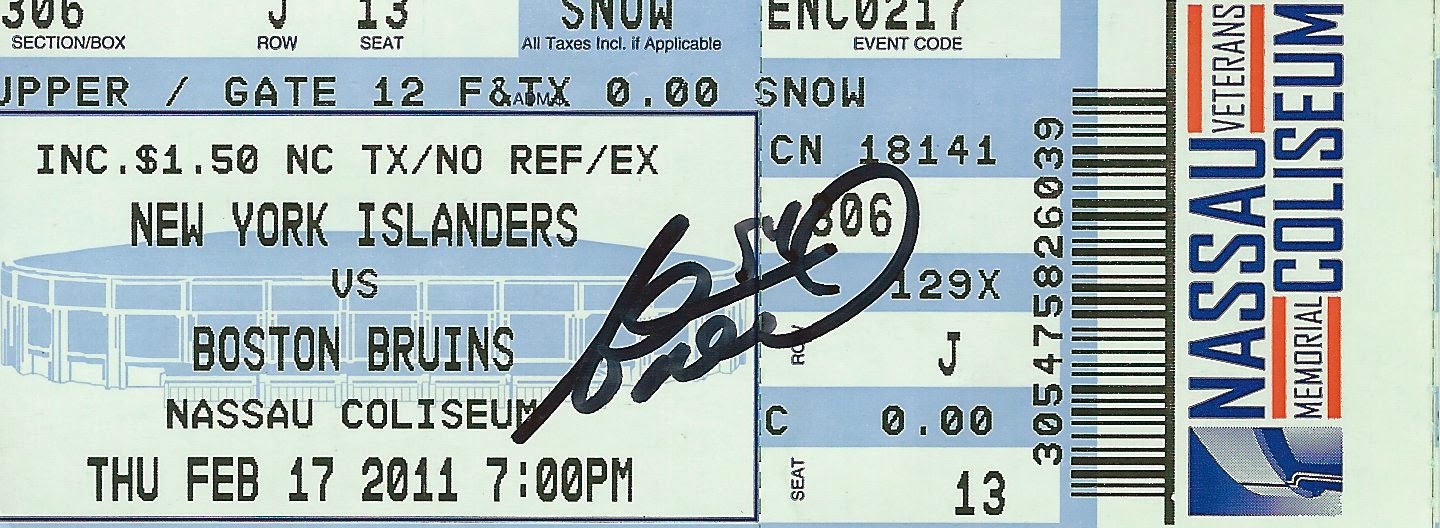 306 J 13 SNOW ENC0217
SECTION/BOX ROW SEAT All Taxes Incl. if Applicable EVENT CODE
UPPER / GATE 12 F&TX 0.00 SNOW
INC.$1.50 NC TX/NO REF/EX
NEW YORK ISLANDERS
VS
BOSTON BRUINS
NASSAU COLISEUM
THU FEB 17 2011 7:00PM
CN 18141
306
129X
J
C 0.00
SEAT 13
305475826039
NASSAU VETERANS
MEMORIAL COLISEUM